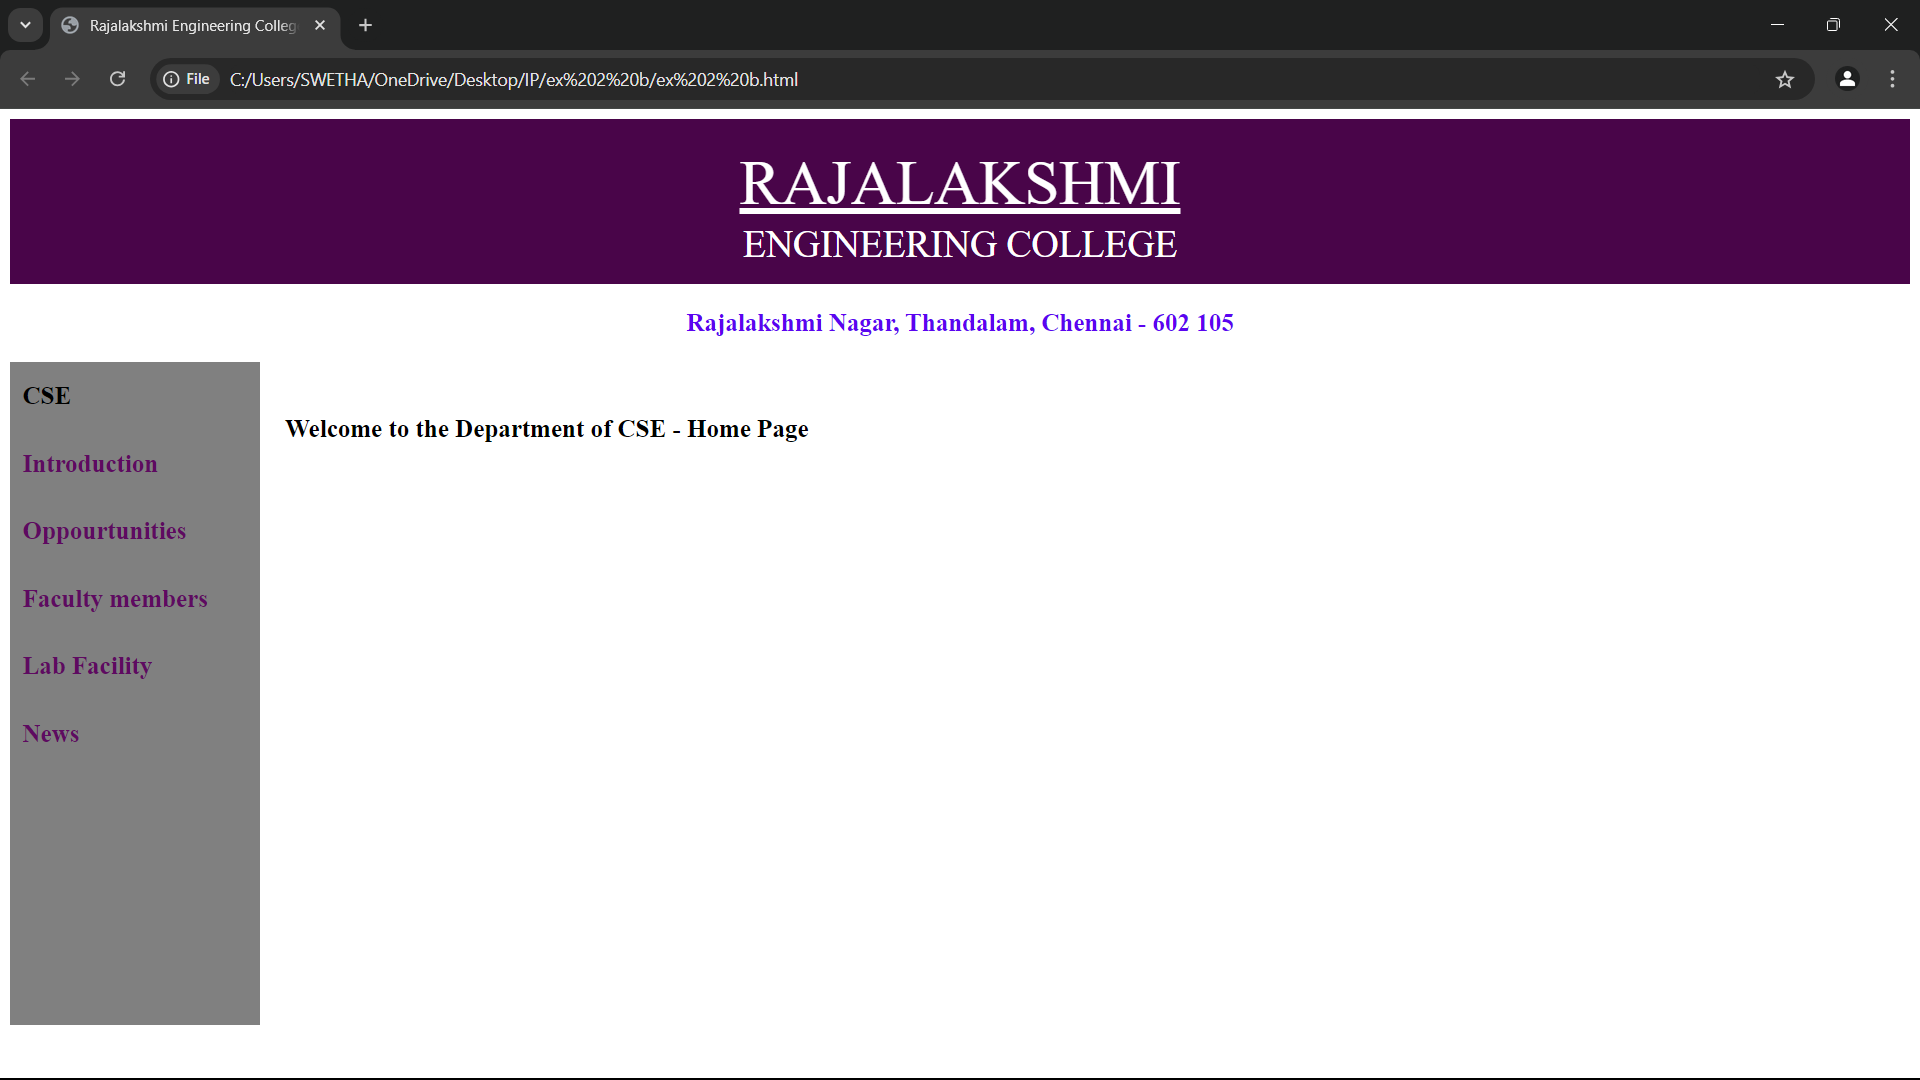 Rajalakshmi Engineering Colleg
File C:/Users/SWETHA/OneDrive/Desktop/IP/ex%202%20b/ex%202%20b.html
RAJALAKSHMI
ENGINEERING COLLEGE
Rajalakshmi Nagar, Thandalam, Chennai - 602 105
CSE
Welcome to the Department of CSE - Home Page
Introduction
Oppourtunities
Faculty members
Lab Facility
News